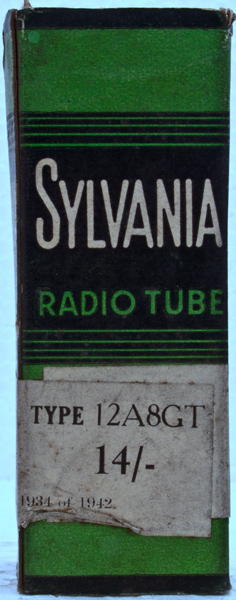 SYLVANIA
RADIO TUBE
TYPE 12A8GT
14/-
1934 of 1942